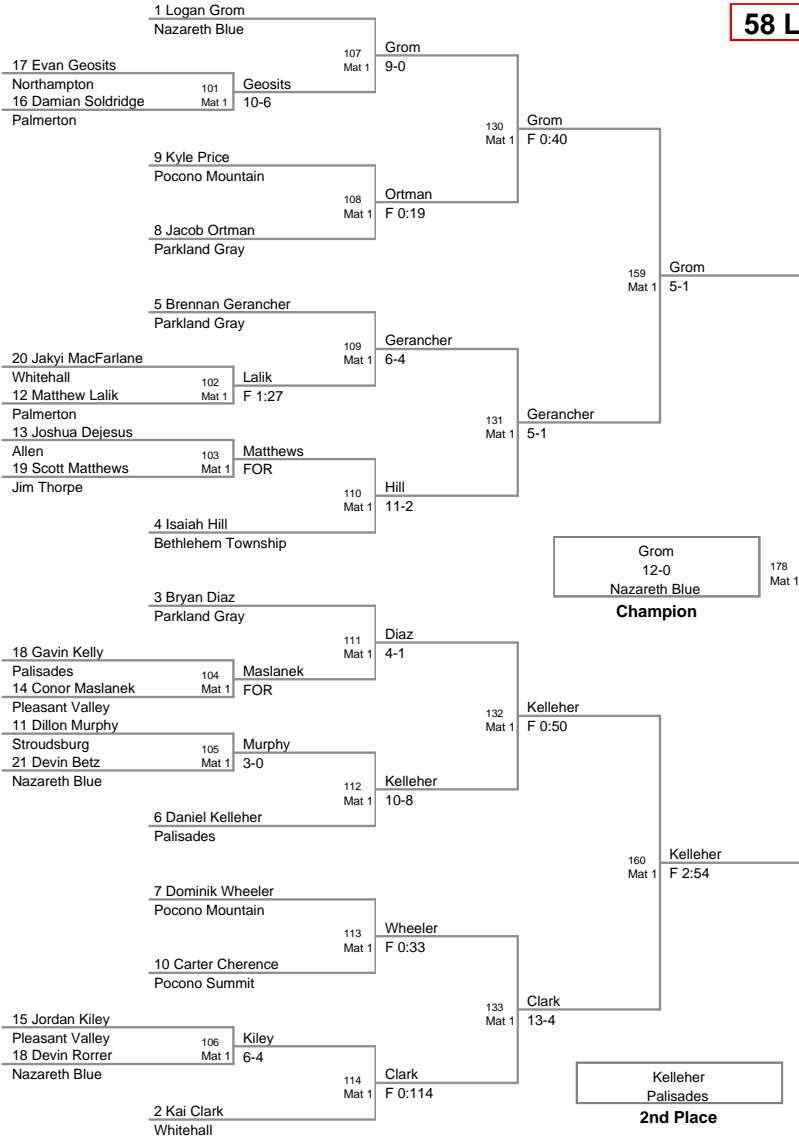 1 Logan Grom
Nazareth Blue
58 L
107
Mat 1
Grom
9-0
17 Evan Geosits
Northampton
101
Mat 1
Geosits
10-6
16 Damian Soldridge
Palmerton
130
Mat 1
Grom
F 0:40
9 Kyle Price
Pocono Mountain
108
Mat 1
Ortman
F 0:19
8 Jacob Ortman
Parkland Gray
159
Mat 1
Grom
5-1
5 Brennan Gerancher
Parkland Gray
109
Mat 1
Gerancher
6-4
20 Jakyi MacFarlane
Whitehall
102
Mat 1
Lalik
F 1:27
12 Matthew Lalik
Palmerton
131
Mat 1
Gerancher
5-1
13 Joshua Dejesus
Allen
103
Mat 1
Matthews
FOR
19 Scott Matthews
Jim Thorpe
110
Mat 1
Hill
11-2
4 Isaiah Hill
Bethlehem Township
Grom
12-0
Nazareth Blue
178
Mat 1
Champion
3 Bryan Diaz
Parkland Gray
111
Mat 1
Diaz
4-1
18 Gavin Kelly
Palisades
104
Mat 1
Maslanek
FOR
14 Conor Maslanek
Pleasant Valley
132
Mat 1
Kelleher
F 0:50
11 Dillon Murphy
Stroudsburg
105
Mat 1
Murphy
3-0
21 Devin Betz
Nazareth Blue
112
Mat 1
Kelleher
10-8
6 Daniel Kelleher
Palisades
160
Mat 1
Kelleher
F 2:54
7 Dominik Wheeler
Pocono Mountain
113
Mat 1
Wheeler
F 0:33
10 Carter Cherence
Pocono Summit
133
Mat 1
Clark
13-4
15 Jordan Kiley
Pleasant Valley
106
Mat 1
Kiley
6-4
18 Devin Rorrer
Nazareth Blue
114
Mat 1
Clark
F 0:114
2 Kai Clark
Whitehall
Kelleher
Palisades
2nd Place